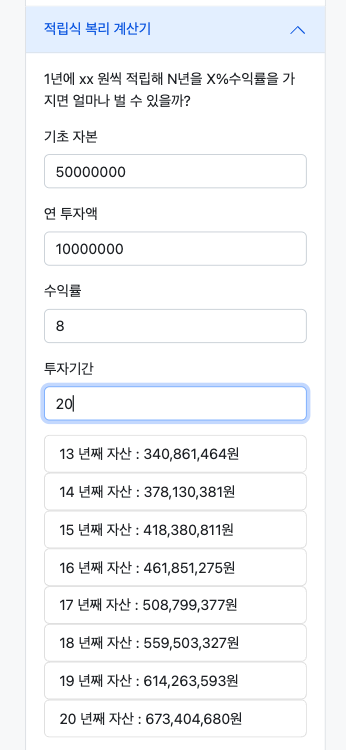 적립식 복리 계산기
1년에 xx 원씩 적립해 N년을 X%수익률을 가
지면 얼마나 벌 수 있을까?
기초 자본
50000000
연 투자액
10000000
수익률
8
투자기간
20
13 년째 자산 : 340,861,464원
14 년째 자산 : 378,130,381원
15 년째 자산 : 418,380,811원
16 년째 자산 : 461,851,275원
17 년째 자산 : 508,799,377원
18 년째 자산 : 559,503,327원
19 년째 자산 : 614,263,593원
20 년째 자산 : 673,404,680원